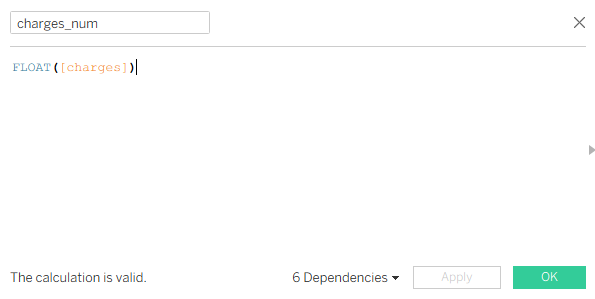 charges_num
FLOAT([charges])
The calculation is valid.
6 Dependencies
Apply
OK